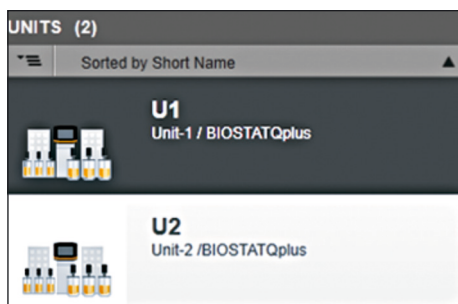 UNITS (2)
Sorted by Short Name
U1
Unit-1 / BIOSTATQplus
U2
Unit-2 /BIOSTATQplus